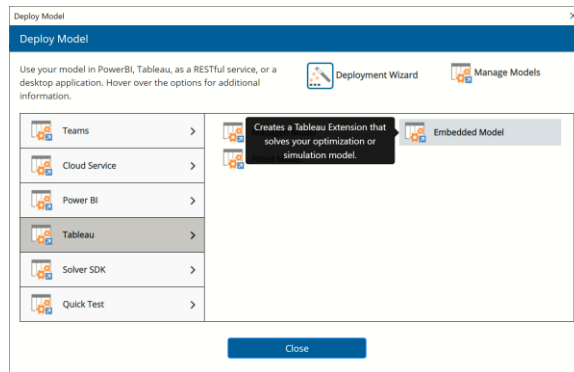 Deploy Model
Deploy Model
Use your model in PowerBI, Tableau, as a RESTful service, or a
desktop application. Hover over the options for additional
information.
Deployment Wizard
Manage Models
Teams
Cloud Service
Power BI
Tableau
Solver SDK
Quick Test
Creates a Tableau Extension that
solves your optimization or
simulation model.
Embedded Model
Close